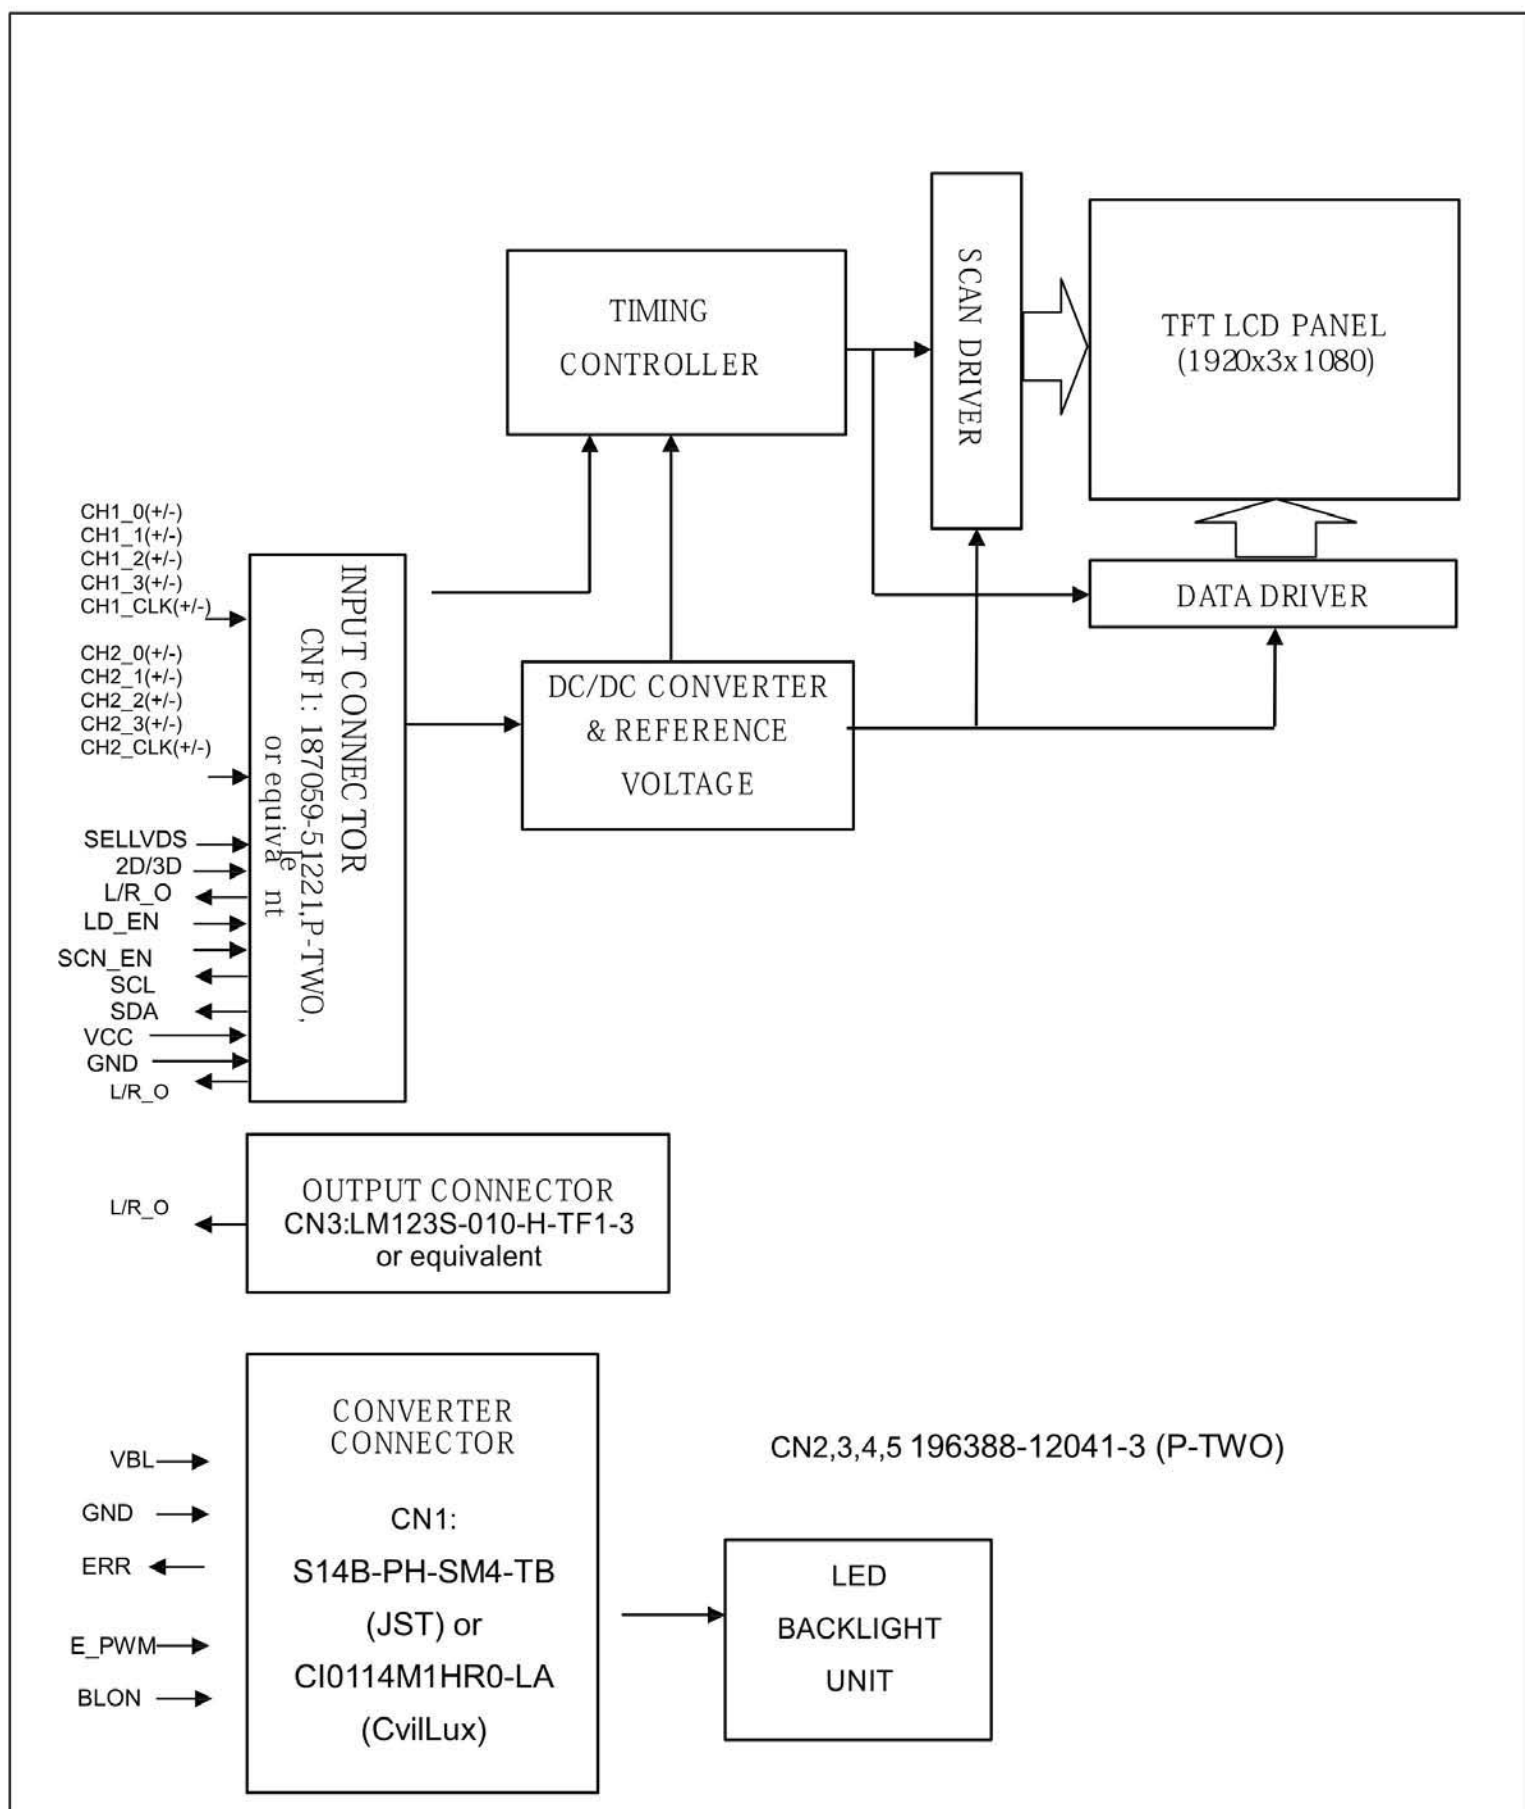 TIMING
CONTROLLER
SCAN DRIVER
TFT LCD PANEL
(1920x3x1080)
DATA DRIVER
CH1_0(+/-)
CH1_1(+/-)
CH1_2(+/-)
CH1_3(+/-)
CH1_CLK(+/-)
CH2_0(+/-)
CH2_1(+/-)
CH2_2(+/-)
CH2_3(+/-)
CH2_CLK(+/-)
SELLVDS
2D/3D
L/R_O
LD_EN
SCN_EN
SCL
SDA
VCC
GND
L/R_O
INPUT CONNECTOR
CNF1: 187059-51221,P-TWO,
or equivalent
DC/DC CONVERTER
& REFERENCE
VOLTAGE
L/R_O
OUTPUT CONNECTOR
CN3:LM123S-010-H-TF1-3
or equivalent
VBL
GND
ERR
E_PWM
BLON
CONVERTER
CONNECTOR
CN1:
S14B-PH-SM4-TB
(JST) or
CI0114M1HR0-LA
(CvilLux)
CN2,3,4,5 196388-12041-3 (P-TWO)
LED
BACKLIGHT
UNIT